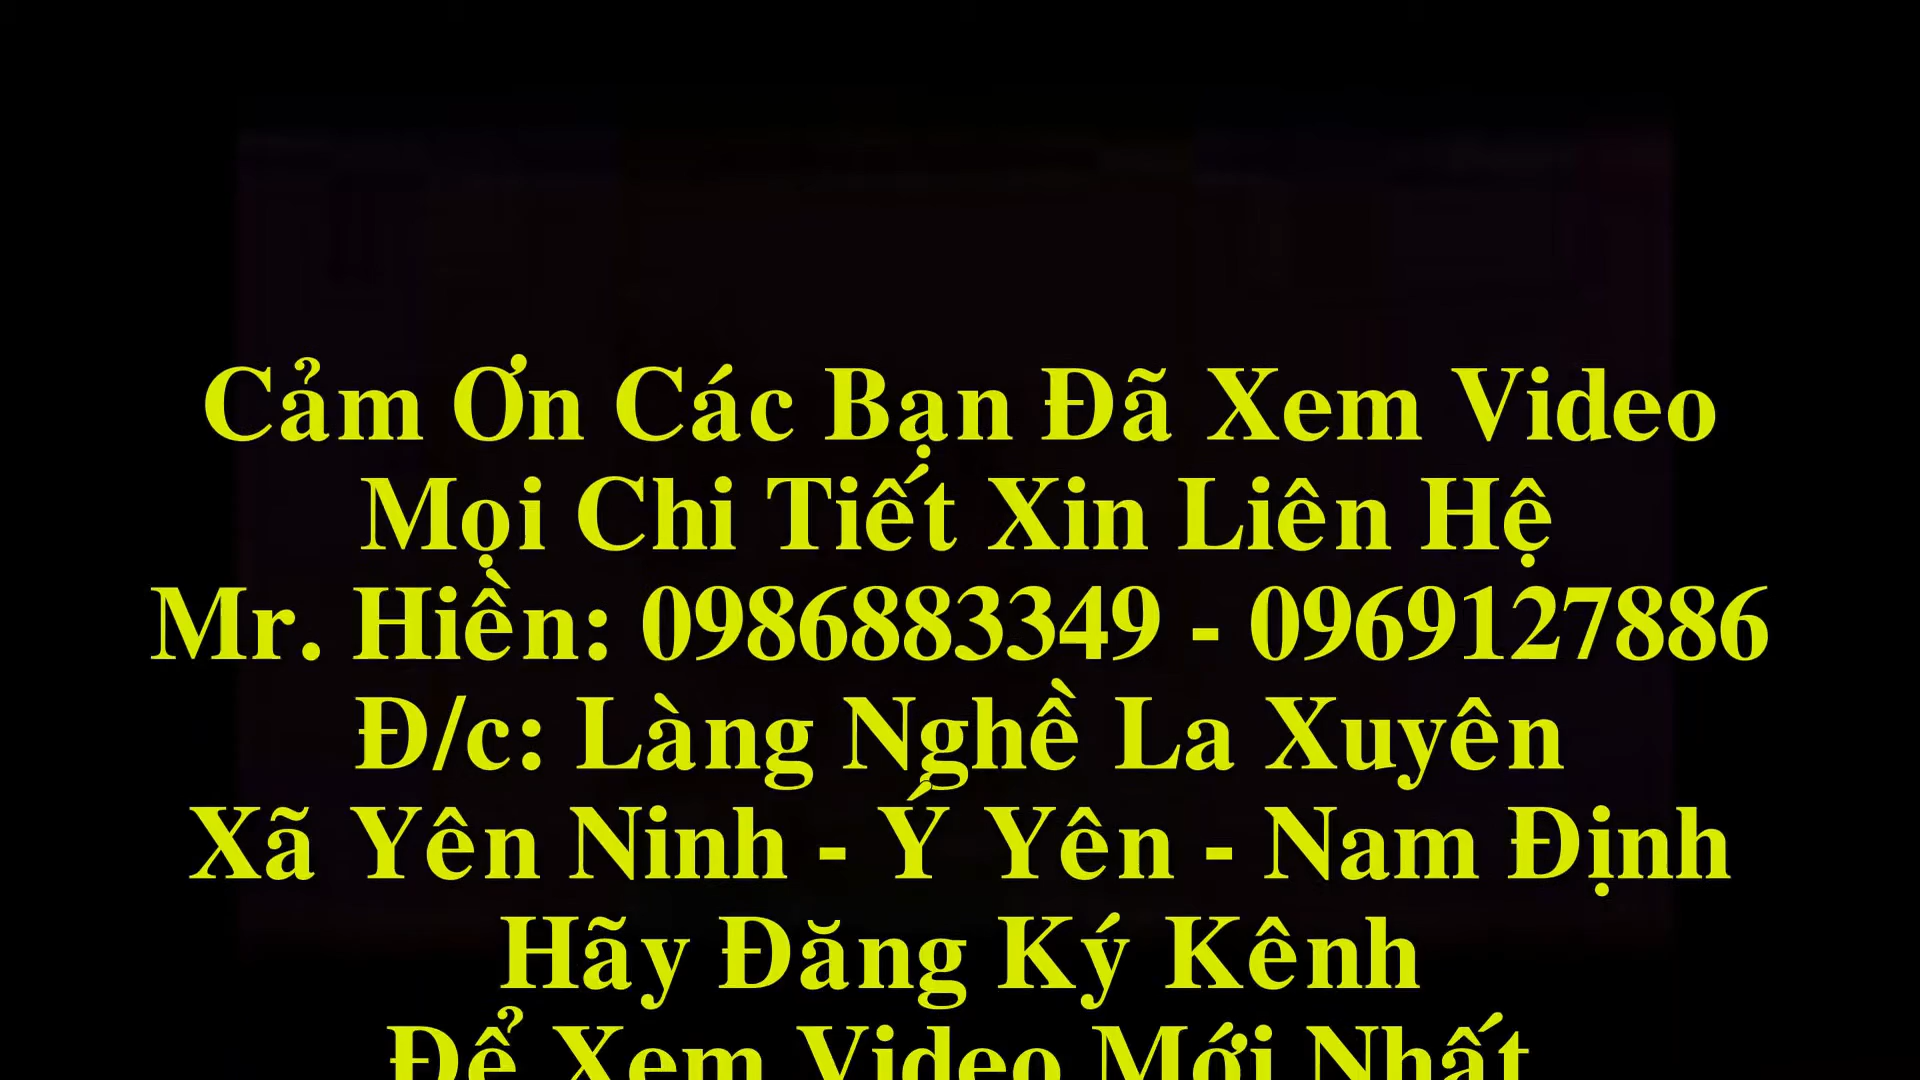 Cảm Ơn Các Bạn Đã Xem Video
Mọi Chi Tiết Xin Liên Hệ
Mr. Hiền: 0986883349 - 0969127886
Đ/c: Làng Nghề La Xuyên
Xã Yên Ninh - Ý Yên - Nam Định
Hãy Đăng Ký Kênh
Để Xem Video Mới Nhất